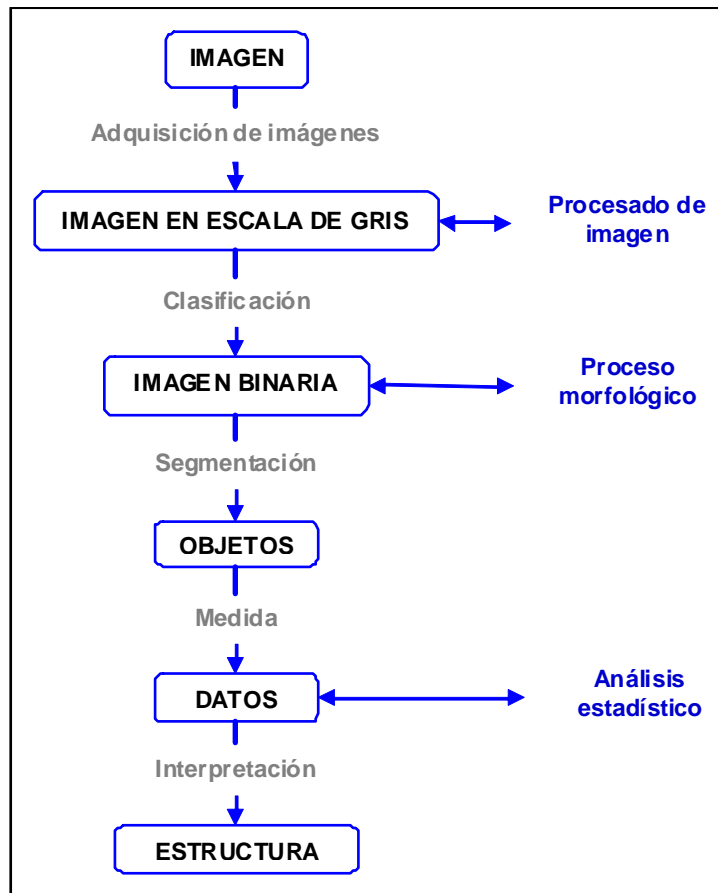 IMAGEN
Adquisición de imágenes
IMAGEN EN ESCALA DE GRIS
Procesado de
imagen
Clasificación
IMAGEN BINARIA
Proceso
morfológico
Segmentación
OBJETOS
Medida
DATOS
Análisis
estadístico
Interpretación
ESTRUCTURA